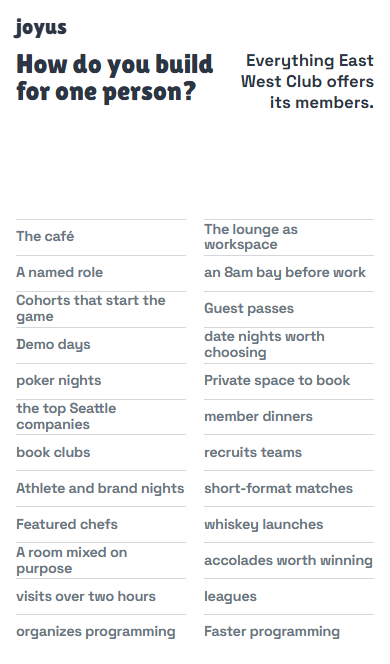 joyus
How do you build
for one person?
Everything East
West Club offers
its members.
The café
The lounge as
workspace
A named role
an 8am bay before work
Cohorts that start the
game
Guest passes
Demo days
date nights worth
choosing
poker nights
Private space to book
the top Seattle
companies
member dinners
book clubs
recruits teams
Athlete and brand nights
short-format matches
Featured chefs
whiskey launches
A room mixed on
purpose
accolades worth winning
visits over two hours
leagues
organizes programming
Faster programming